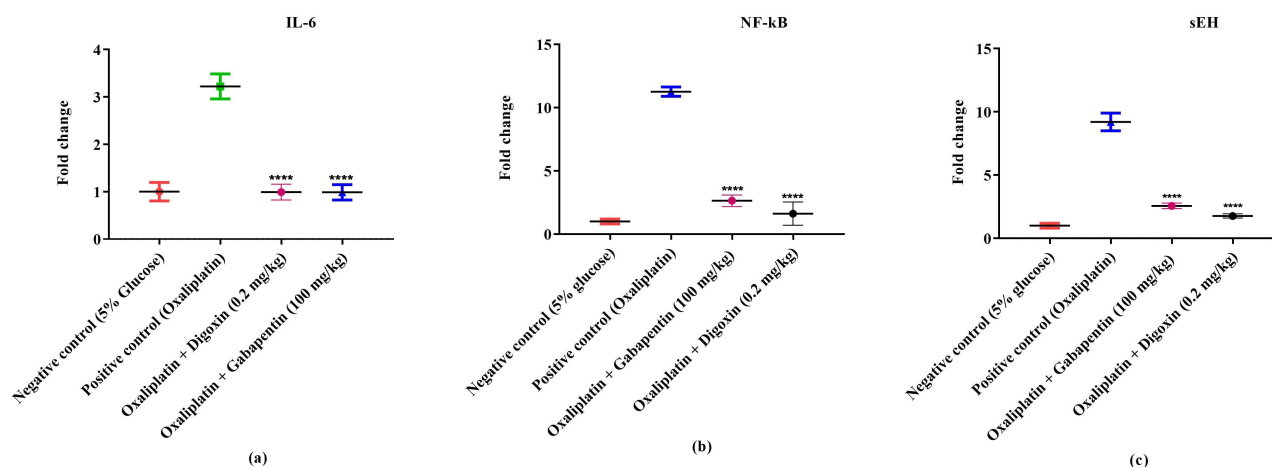 IL-6
Fold change
4
3
2
1
0
****
****
Negative control (5% Glucose)
Positive control (Oxaliplatin)
Oxaliplatin + Digoxin (0.2 mg/kg)
Oxaliplatin + Gabapentin (100 mg/kg)
(a)
NF-kB
Fold change
15
10
5
0
****
****
Negative control (5% glucose)
Positive control (Oxaliplatin)
Oxaliplatin + Gabapentin (100 mg/kg)
Oxaliplatin + Digoxin (0.2 mg/kg)
(b)
sEH
Fold change
15
10
5
0
****
****
Negative control (5% glucose)
Positive control (Oxaliplatin)
Oxaliplatin + Gabapentin (100 mg/kg)
Oxaliplatin + Digoxin (0.2 mg/kg)
(c)